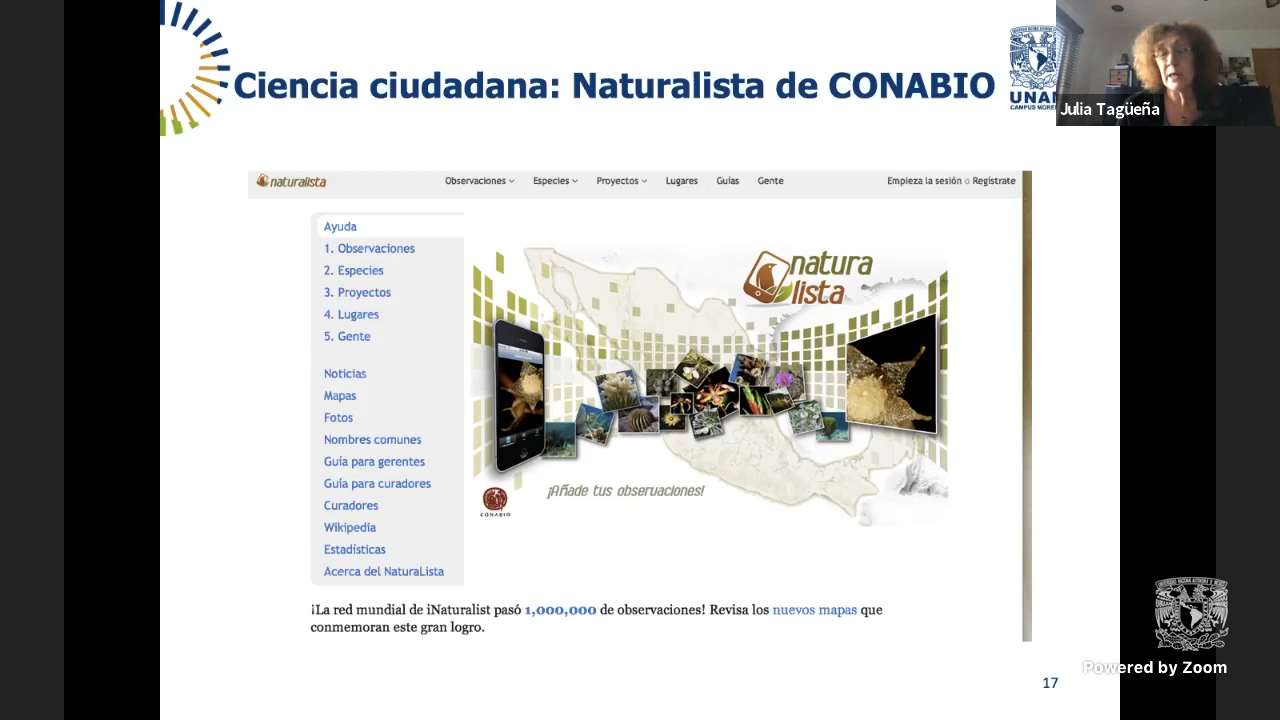 Ciencia ciudadana: Naturalista de CONABIO
UNAM
CAMPUS MORE
Julia Tagüeña
naturalista
Observaciones
Especies
Proyectos
Lugares
Guías
Gente
Empieza la sesión o Regístrate
Ayuda
1. Observaciones
2. Especies
3. Proyectos
4. Lugares
5. Gente
Noticias
Mapas
Fotos
Nombres comunes
Guía para gerentes
Guía para curadores
Curadores
Wikipedia
Estadísticas
Acerca del NaturaLista
natura
lista
¡Añade tus observaciones!
CONABIO
¡La red mundial de iNaturalist pasó 1,000,000 de observaciones! Revisa los nuevos mapas que
conmemoran este gran logro.
Powered by Zoom
17